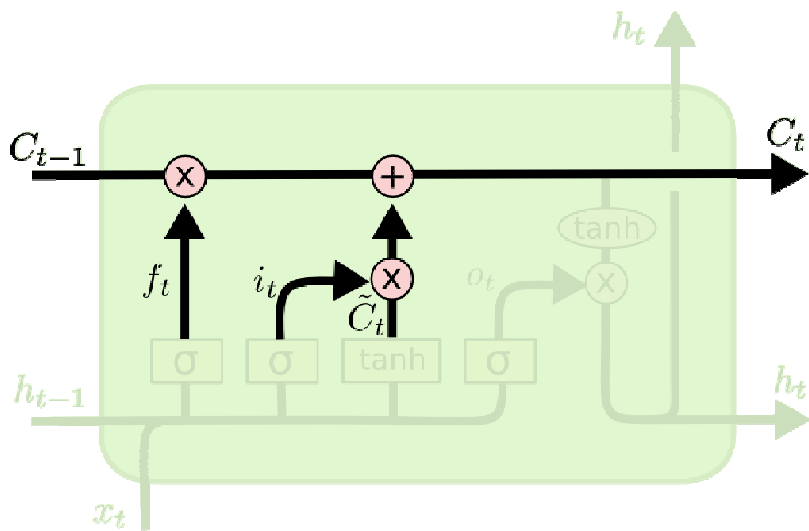 h_t
C_{t-1} × + C_t
tanh
f_t i_t × o_t ×
C̃_t
σ σ tanh σ
h_{t-1} h_t
x_t